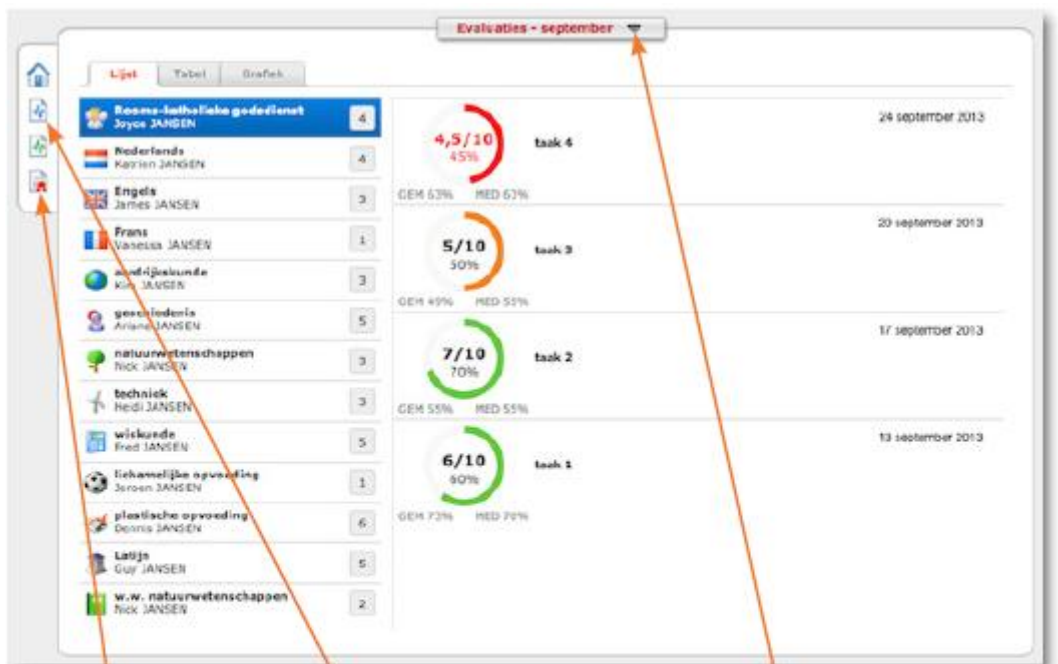 Evaluaties - september
Lijst Tabel Grafiek
Rooms-katholieke godsdienst 4
Joyce JANSEN
Nederlands 4
Katrien JANSEN
Engels 3
James JANSEN
Frans 1
Vanessa JANSEN
aardrijkskunde 3
Kim JANSEN
geschiedenis 5
Ariane JANSEN
natuurwetenschappen 3
Nick JANSEN
techniek 3
Heidi JANSEN
wiskunde 5
Fred JANSEN
lichamelijke opvoeding 1
Jeroen JANSEN
plastische opvoeding 6
Dennis JANSEN
Latijn 5
Guy JANSEN
w.w. natuurwetenschappen 2
Nick JANSEN
24 september 2013
4,5/10 taak 4
45%
GEM 63% MED 63%
20 september 2013
5/10 taak 3
50%
GEM 49% MED 55%
17 september 2013
7/10 taak 2
70%
GEM 55% MED 55%
13 september 2013
6/10 taak 1
60%
GEM 73% MED 70%